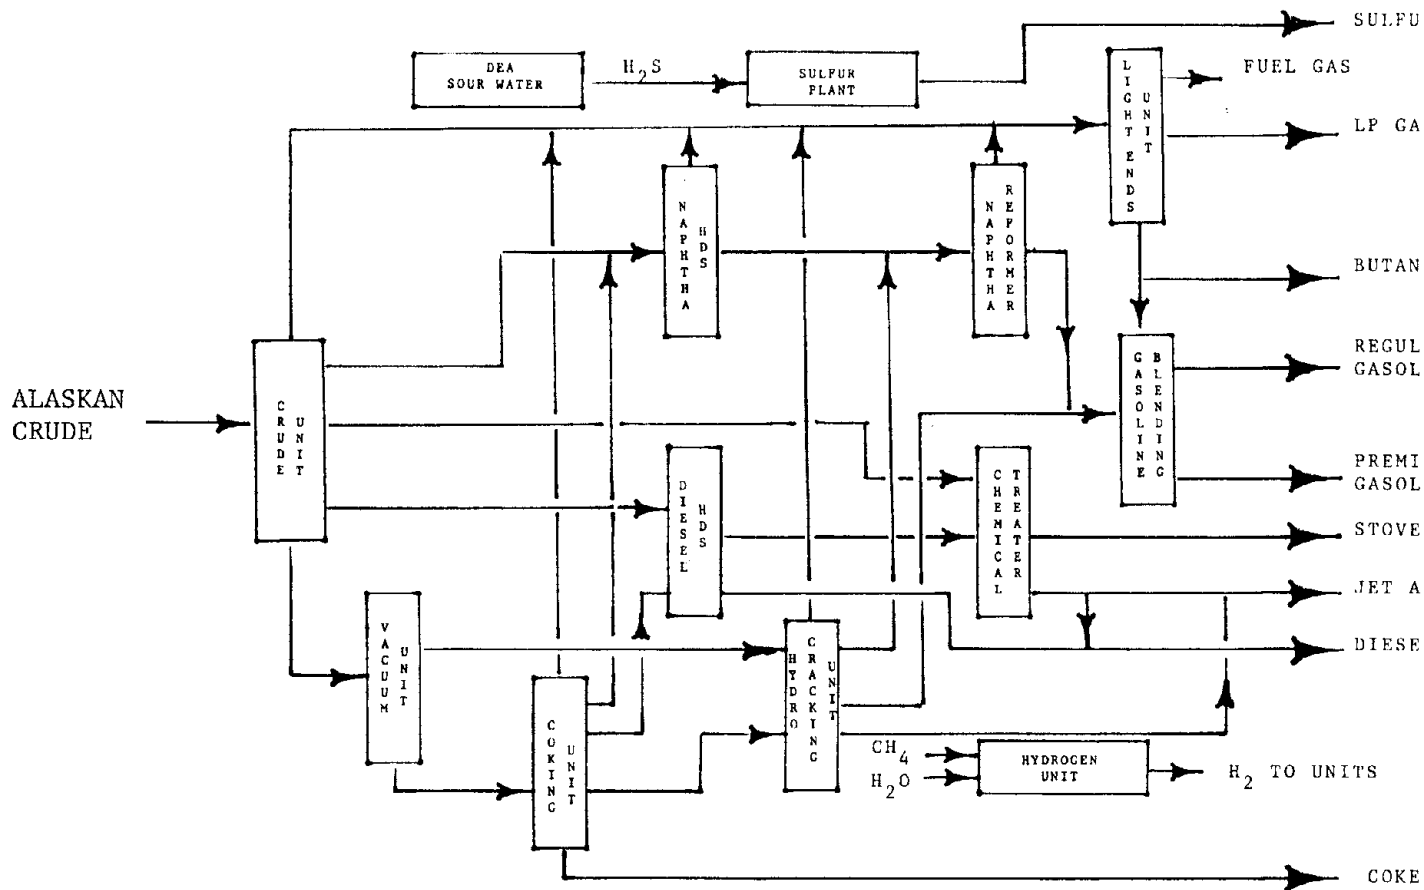 SULFU
DEA
SOUR WATER
H₂S
SULFUR
PLANT
LIGHT ENDS
UNIT
FUEL GAS
LP GA
NAPHTHA
HDS
NAPHTHA
REFORMER
BUTAN
REGUL
GASOL
ALASKAN
CRUDE
CRUDE
UNIT
GASOLINE
BLENDING
PREMI
GASOL
DIESEL
HDS
CHEMICAL
TREATER
STOVE
JET A
DIESE
VACUUM
UNIT
HYDRO
CRACKING
UNIT
COKING
UNIT
CH₄
H₂O
HYDROGEN
UNIT
H₂ TO UNITS
COKE